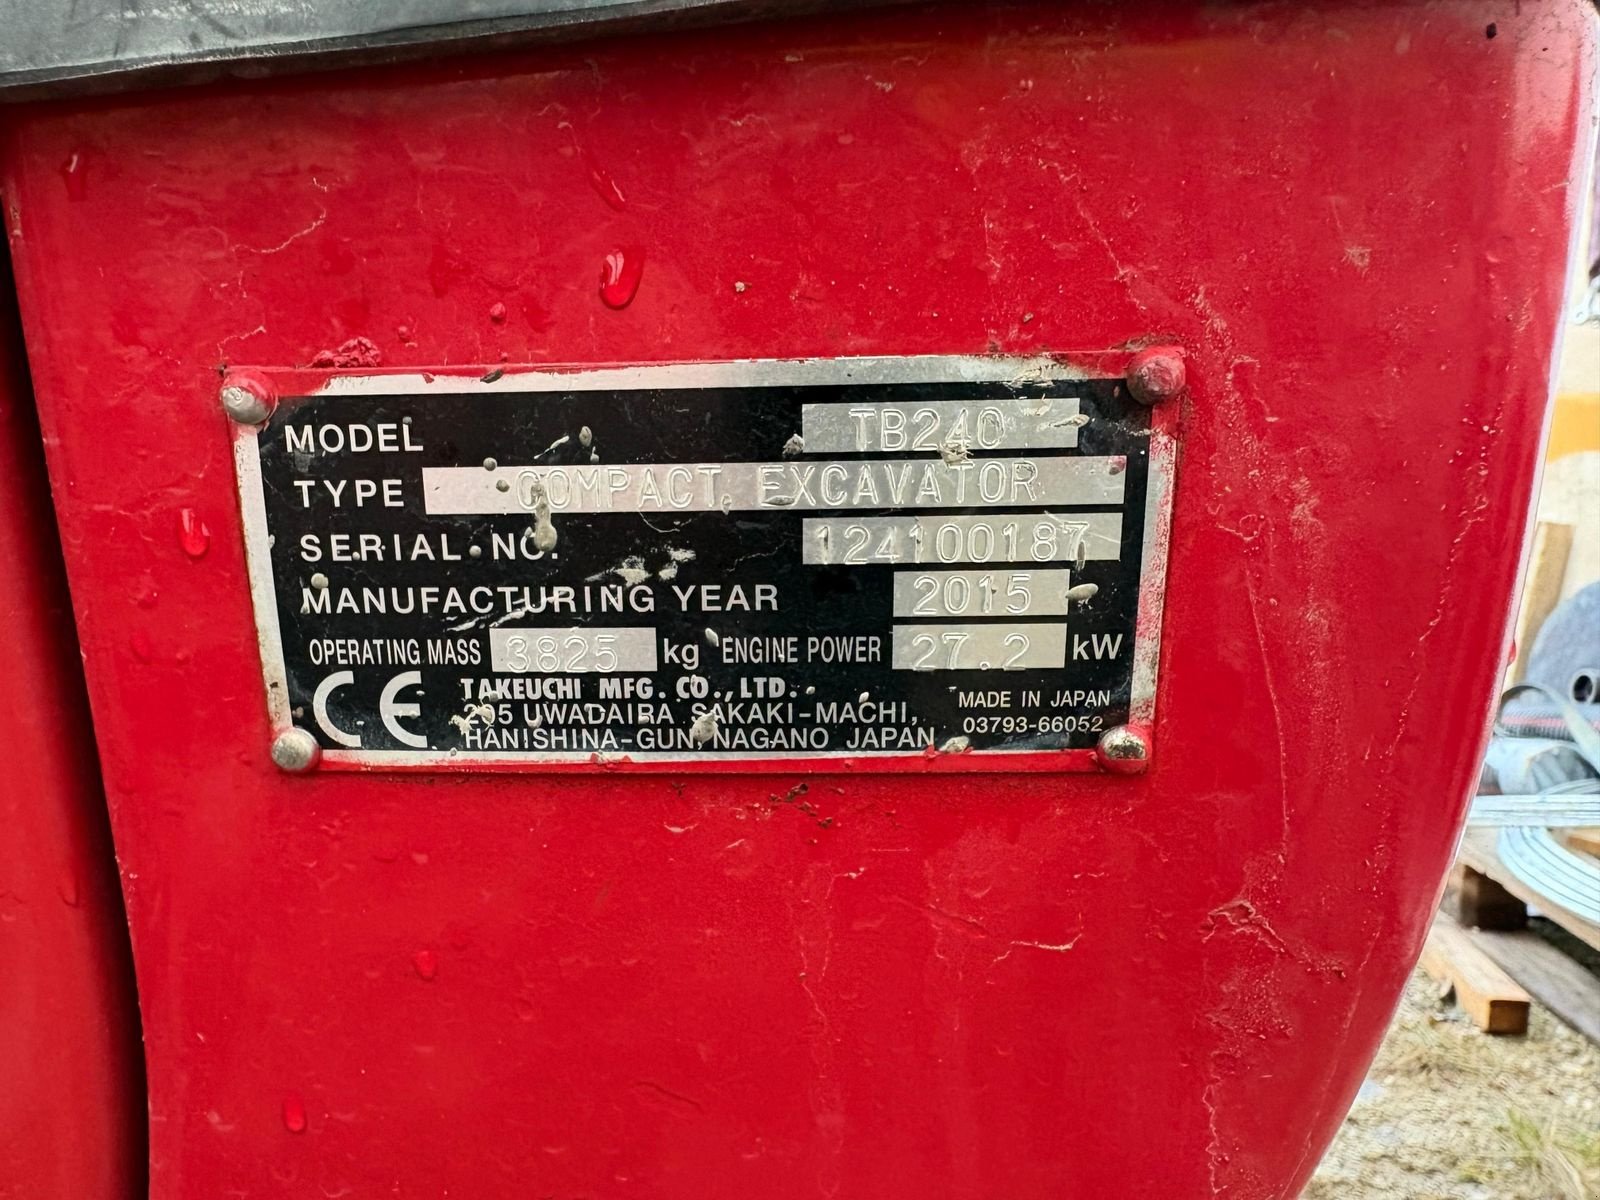 MODEL TB240
TYPE COMPACT EXCAVATOR
SERIAL NO. 124100187
MANUFACTURING YEAR 2015
OPERATING MASS 3825 kg ENGINE POWER 27.2 kW
CE TAKEUCHI MFG. CO.,LTD.
205 UWADAIRA SAKAKI-MACHI,
HANISHINA-GUN, NAGANO JAPAN
MADE IN JAPAN
03793-66052